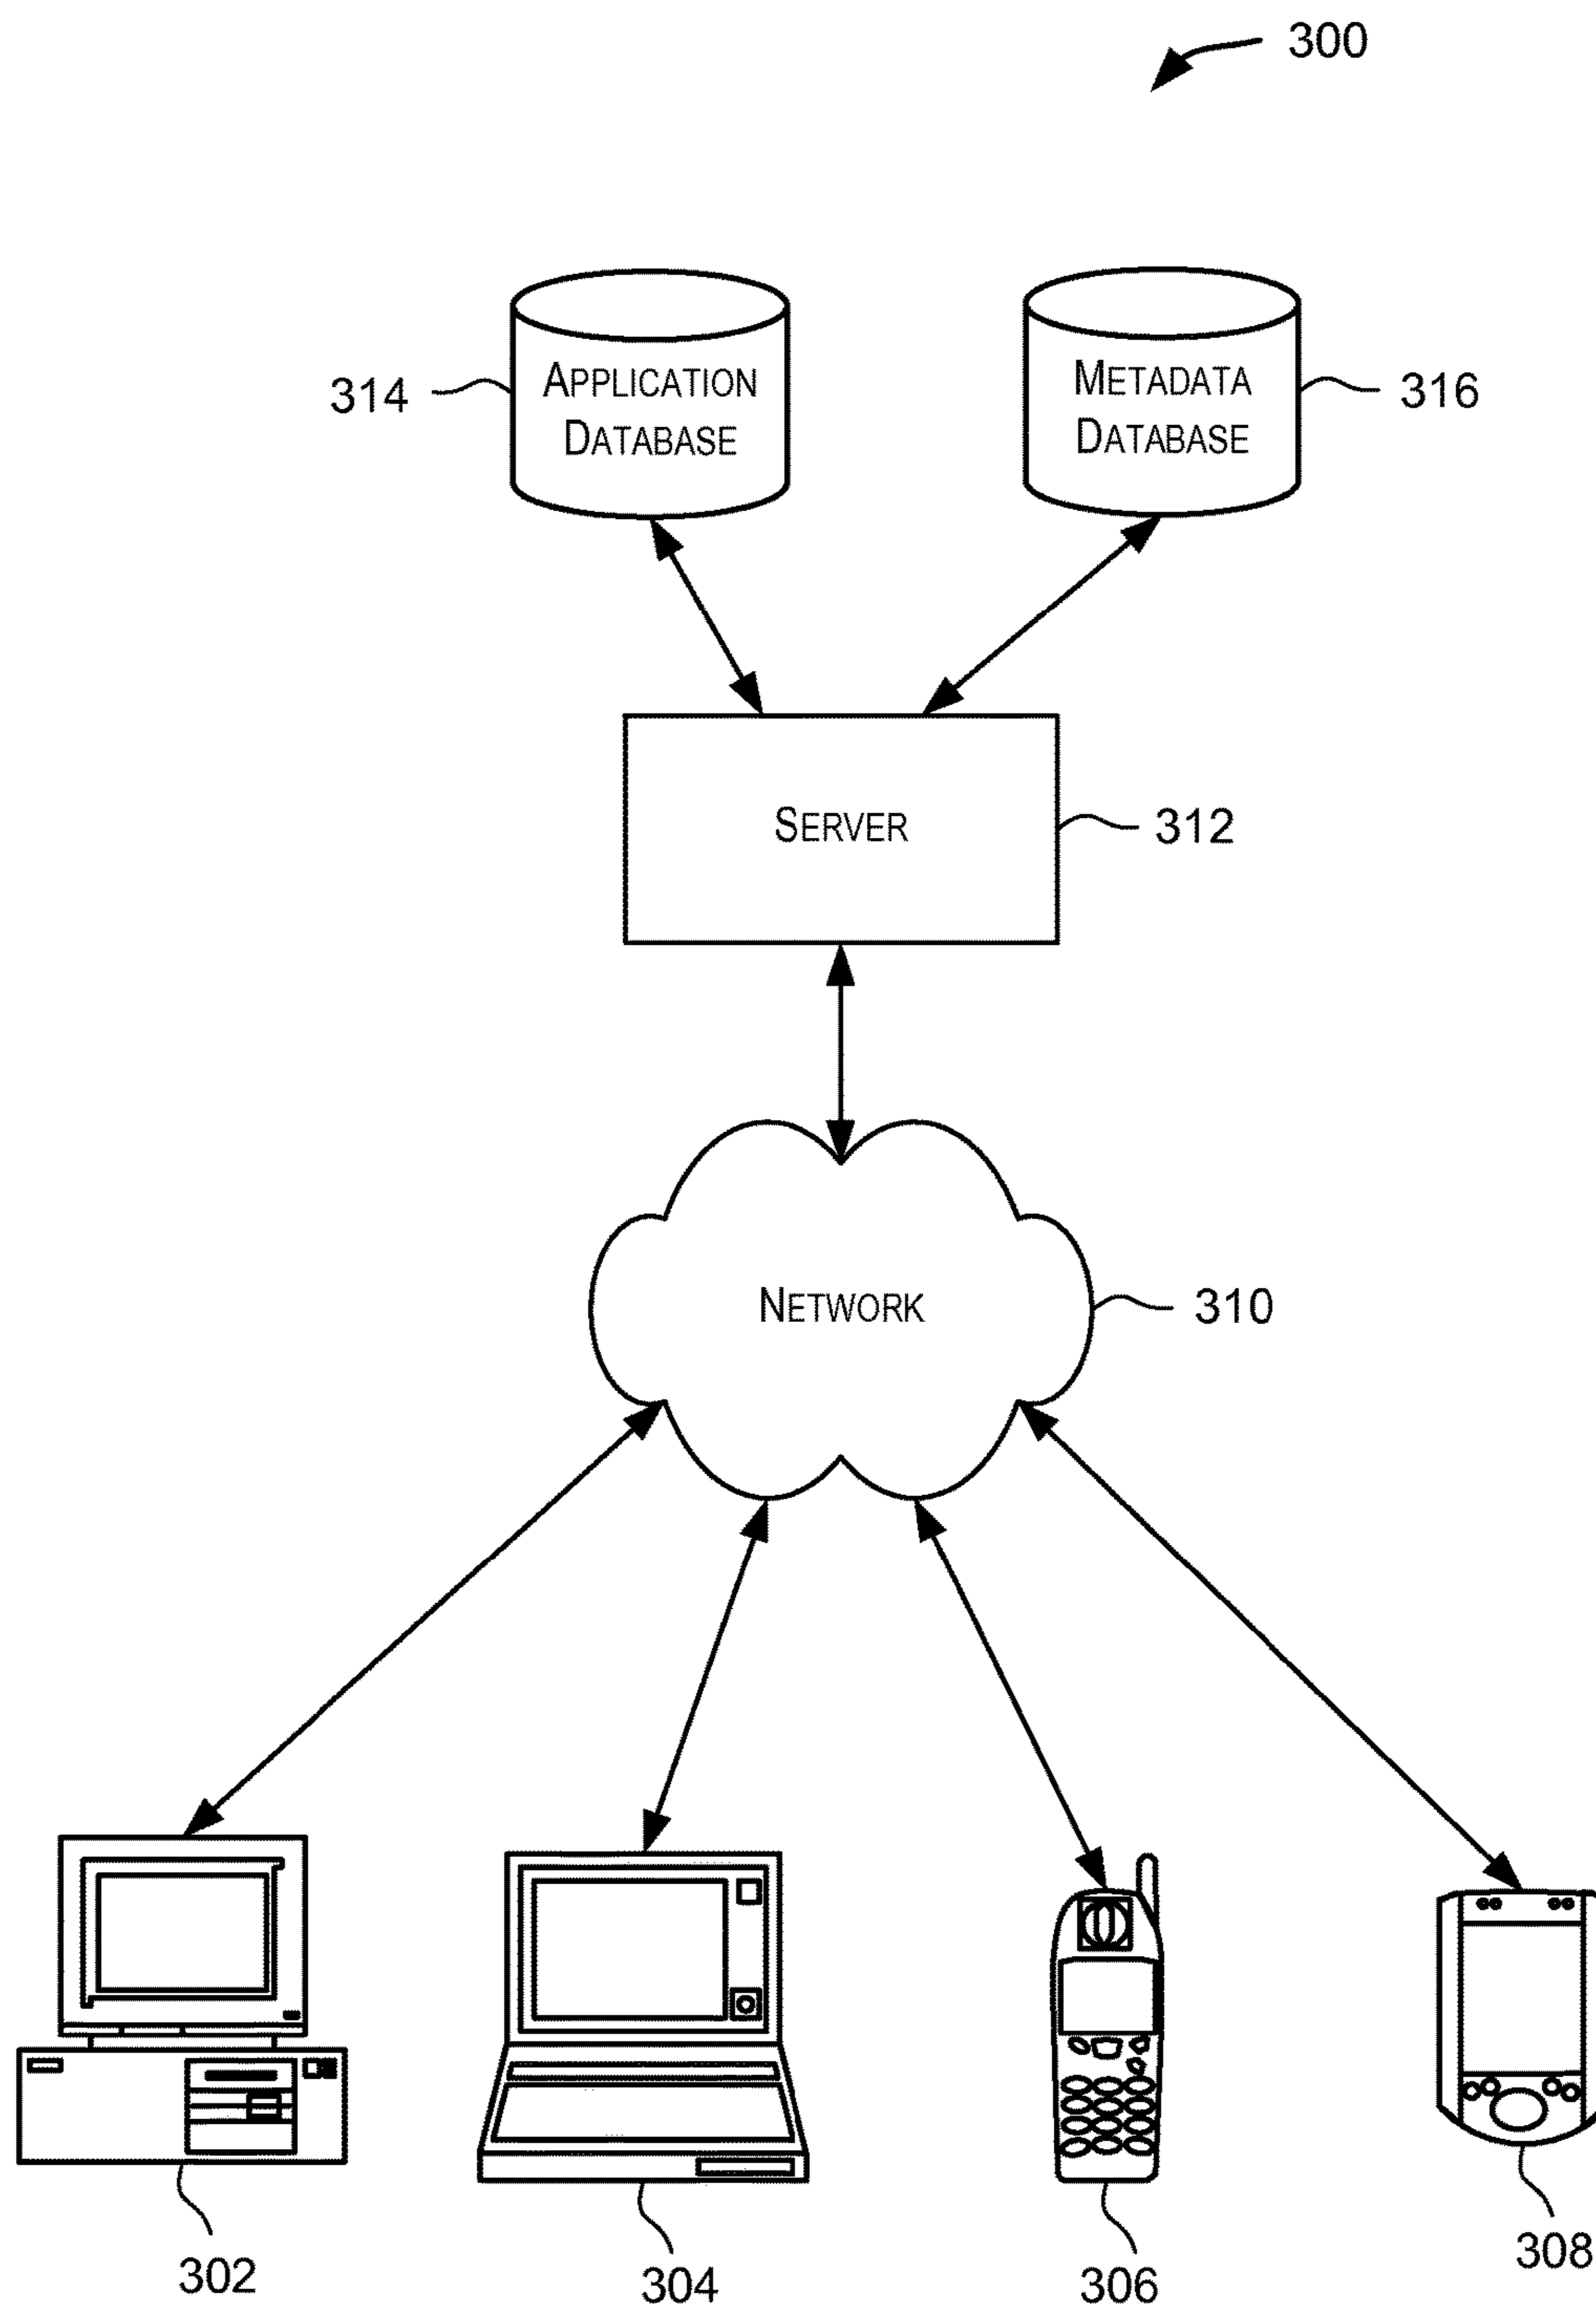 300
314
APPLICATION
DATABASE
METADATA
DATABASE
316
SERVER
312
NETWORK
310
302
304
306
308